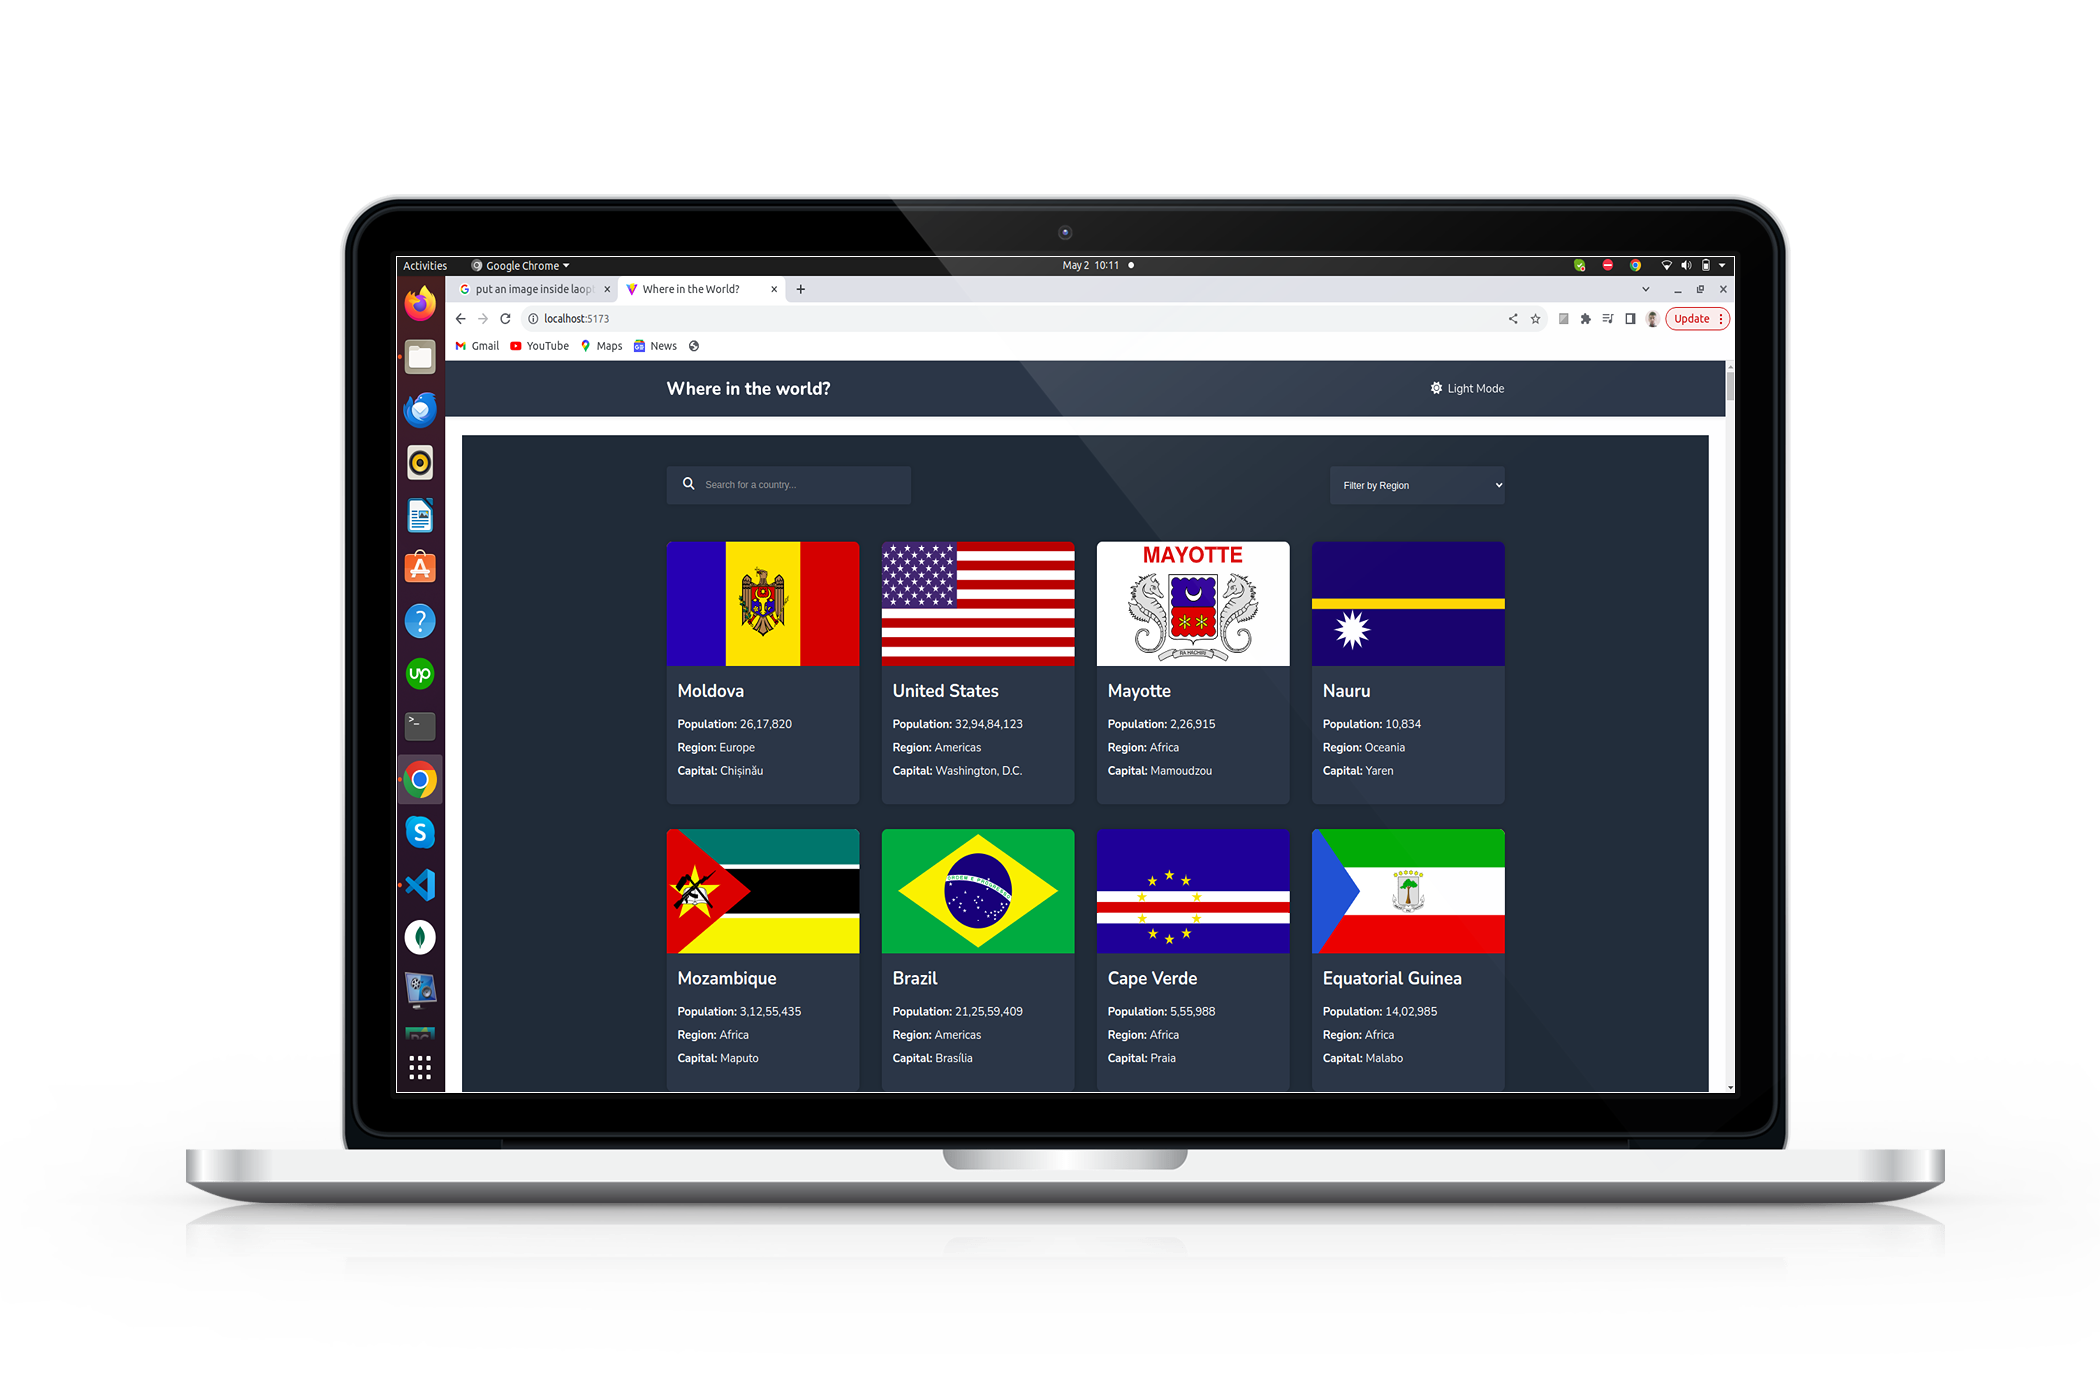 Activities Google Chrome May 2 10:11
put an image inside laop Where in the World?
localhost:5173 Update
Gmail YouTube Maps News
Where in the world? Light Mode
Search for a country... Filter by Region
MAYOTTE
RA HACHIRI
Moldova United States Mayotte Nauru
Population: 26,17,820 Population: 32,94,84,123 Population: 2,26,915 Population: 10,834
Region: Europe Region: Americas Region: Africa Region: Oceania
Capital: Chișinău Capital: Washington, D.C. Capital: Mamoudzou Capital: Yaren
ORDEM E PROGRESSO
Mozambique Brazil Cape Verde Equatorial Guinea
Population: 3,12,55,435 Population: 21,25,59,409 Population: 5,55,988 Population: 14,02,985
Region: Africa Region: Americas Region: Africa Region: Africa
Capital: Maputo Capital: Brasília Capital: Praia Capital: Malabo
up